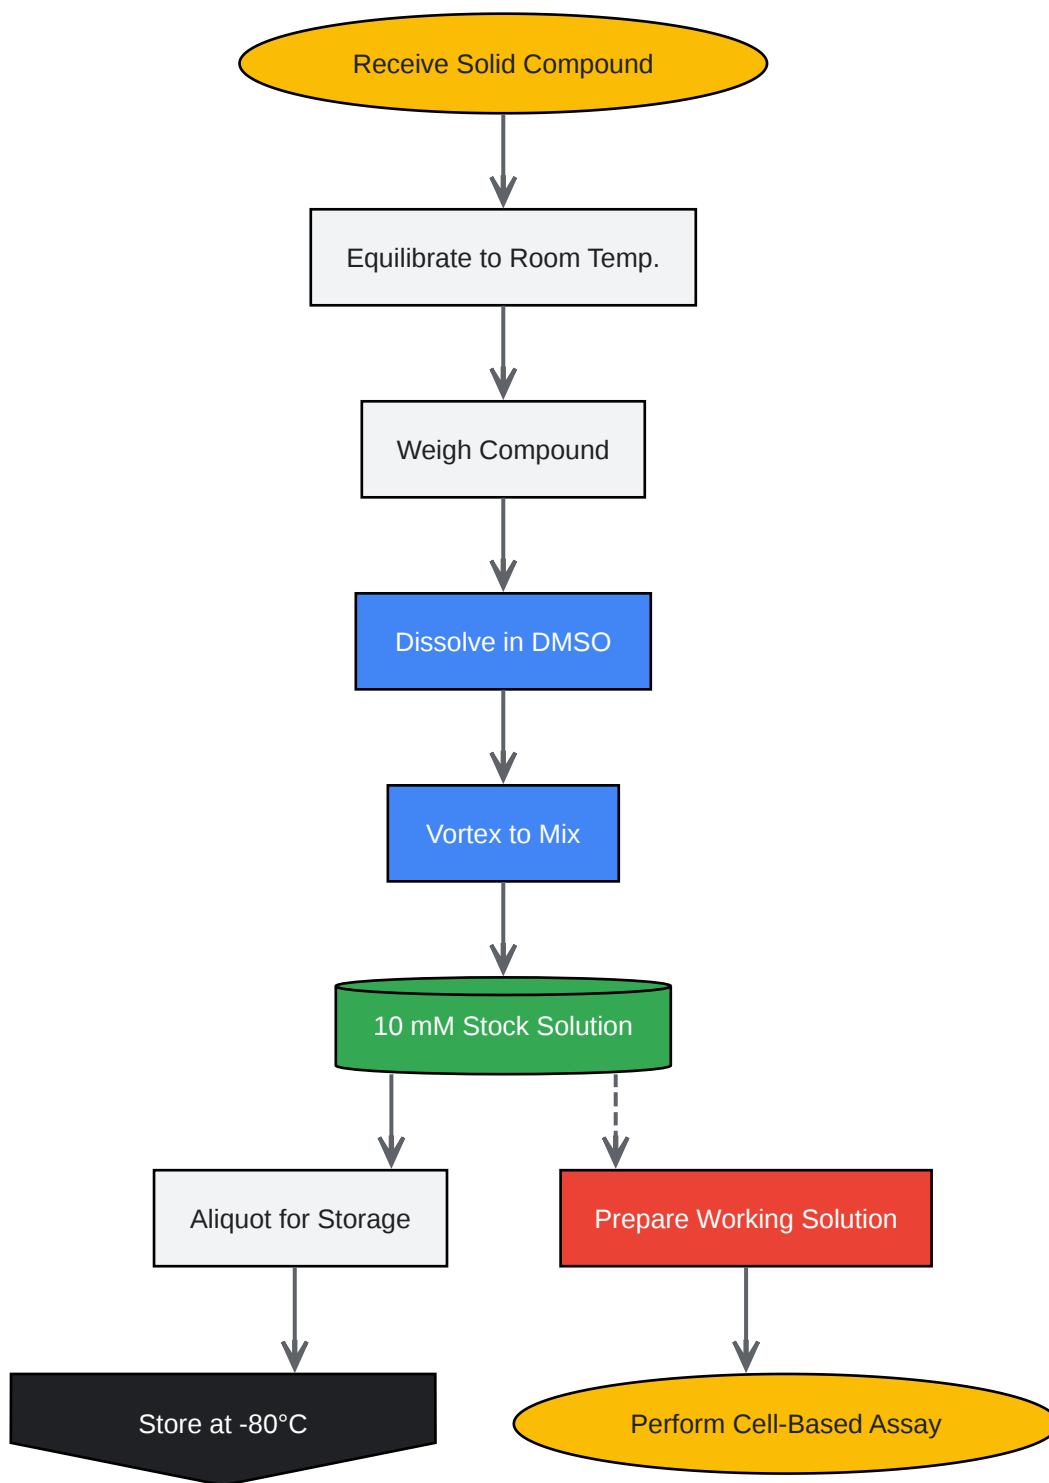 Receive Solid Compound
Equilibrate to Room Temp.
Weigh Compound
Dissolve in DMSO
Vortex to Mix
10 mM Stock Solution
Aliquot for Storage
Prepare Working Solution
Store at -80°C
Perform Cell-Based Assay